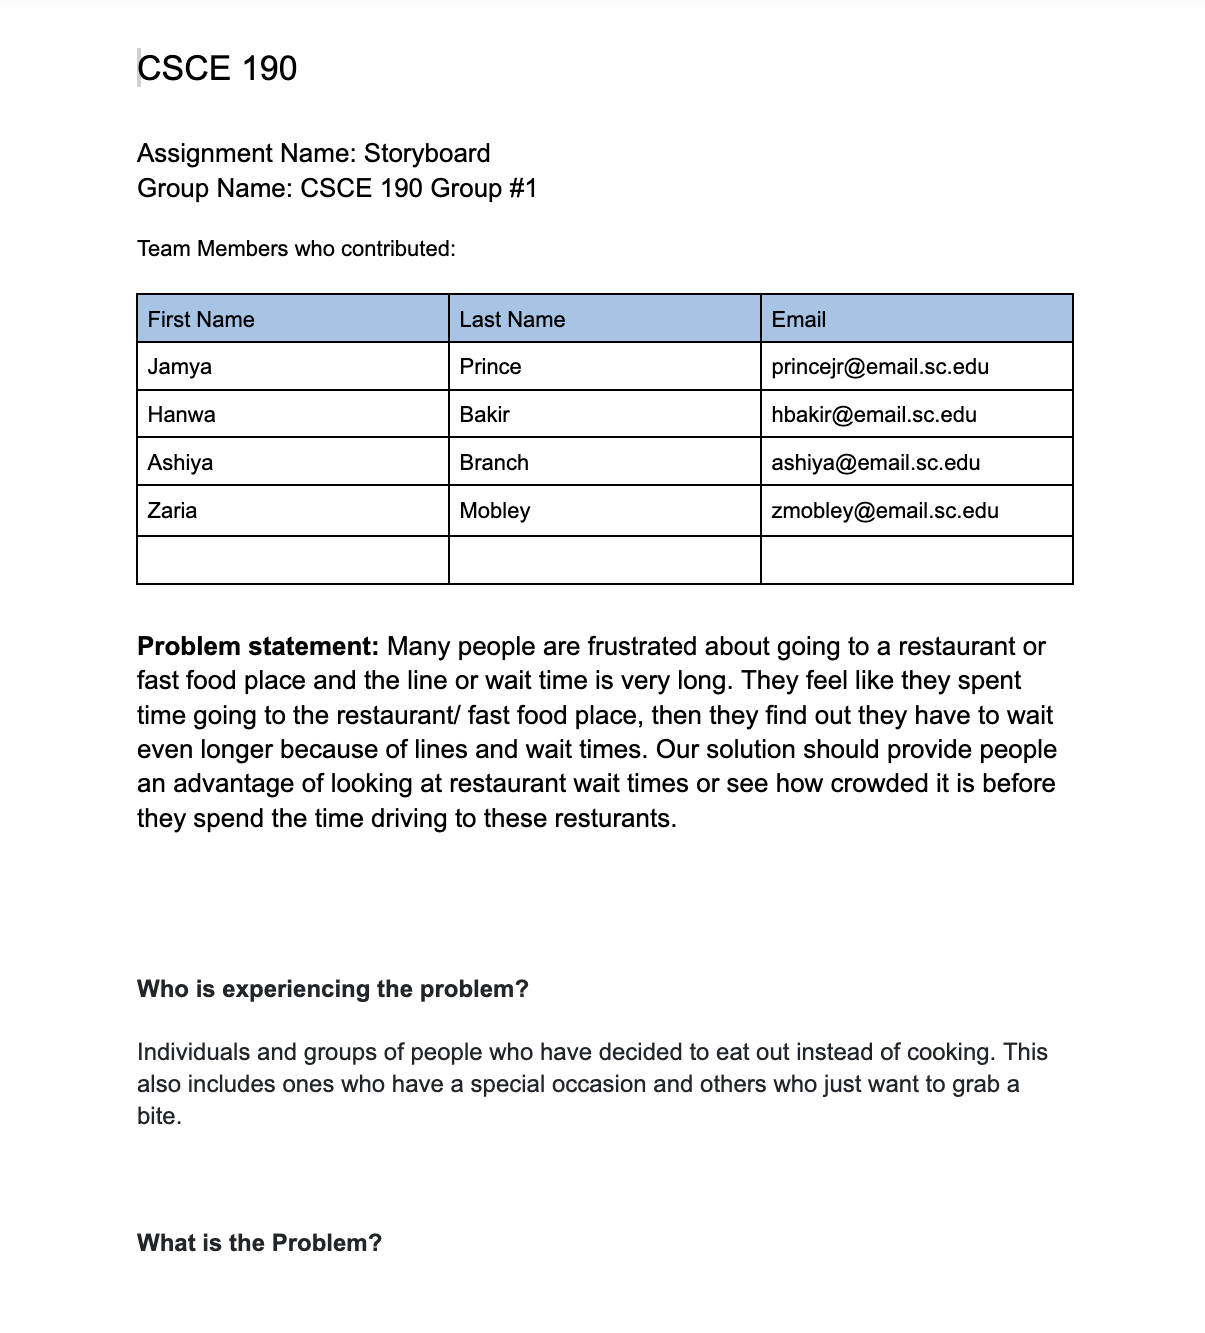 CSCE 190
Assignment Name: Storyboard
Group Name: CSCE 190 Group #1
Team Members who contributed:
First Name Last Name Email
Jamya Prince princejr@email.sc.edu
Hanwa Bakir hbakir@email.sc.edu
Ashiya Branch ashiya@email.sc.edu
Zaria Mobley zmobley@email.sc.edu
Problem statement: Many people are frustrated about going to a restaurant or
fast food place and the line or wait time is very long. They feel like they spent
time going to the restaurant/ fast food place, then they find out they have to wait
even longer because of lines and wait times. Our solution should provide people
an advantage of looking at restaurant wait times or see how crowded it is before
they spend the time driving to these resturants.
Who is experiencing the problem?
Individuals and groups of people who have decided to eat out instead of cooking. This
also includes ones who have a special occasion and others who just want to grab a
bite.
What is the Problem?